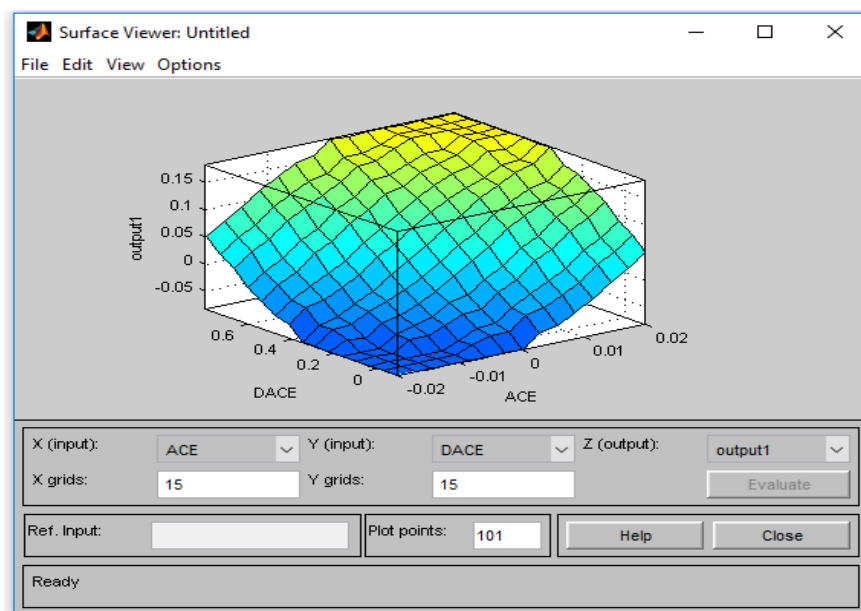 Surface Viewer: Untitled
File Edit View Options
0.15
0.1
0.05
0
-0.05
output1
0.6
0.4
0.2
0
DACE
-0.02
-0.01
0
0.01
0.02
ACE
X (input): ACE Y (input): DACE Z (output): output1
X grids: 15 Y grids: 15 Evaluate
Ref. Input: Plot points: 101 Help Close
Ready